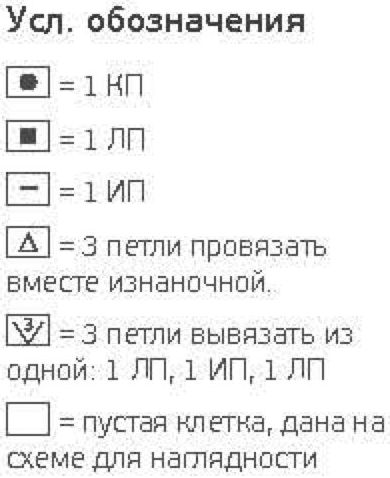 Усл. обозначения
= 1 КП
= 1 ЛП
= 1 ИП
= 3 петли провязать
вместе изнаночной.
3 = 3 петли вывязать из
одной: 1 ЛП, 1 ИП, 1 ЛП
= пустая клетка, дана на
схеме для наглядности